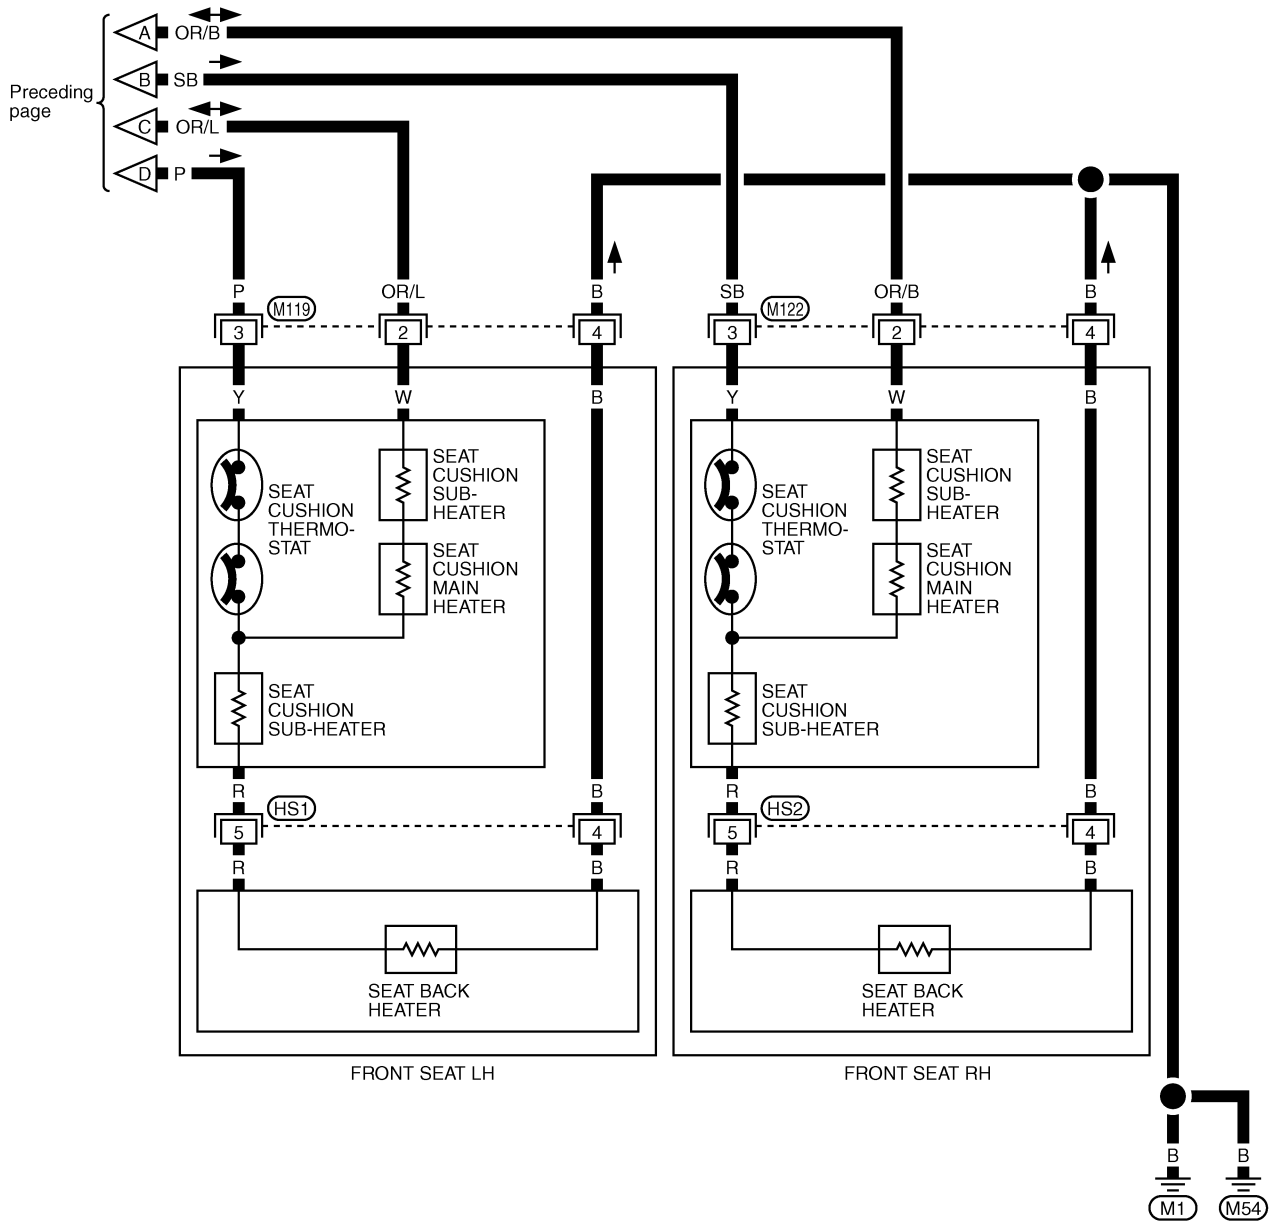 A OR/B
B SB
Preceding
page
C OR/L
D P
P OR/L B SB OR/B B
M119 M122
3 2 4 3 2 4
Y W B Y W B
SEAT
CUSHION
SUB-
HEATER
SEAT
CUSHION
THERMO-
STAT
SEAT
CUSHION
MAIN
HEATER
SEAT
CUSHION
SUB-HEATER
SEAT
CUSHION
SUB-
HEATER
SEAT
CUSHION
THERMO-
STAT
SEAT
CUSHION
MAIN
HEATER
SEAT
CUSHION
SUB-HEATER
R B R B
HS1 HS2
5 4 5 4
R B R B
SEAT BACK
HEATER
SEAT BACK
HEATER
FRONT SEAT LH FRONT SEAT RH
B B
M1 M54